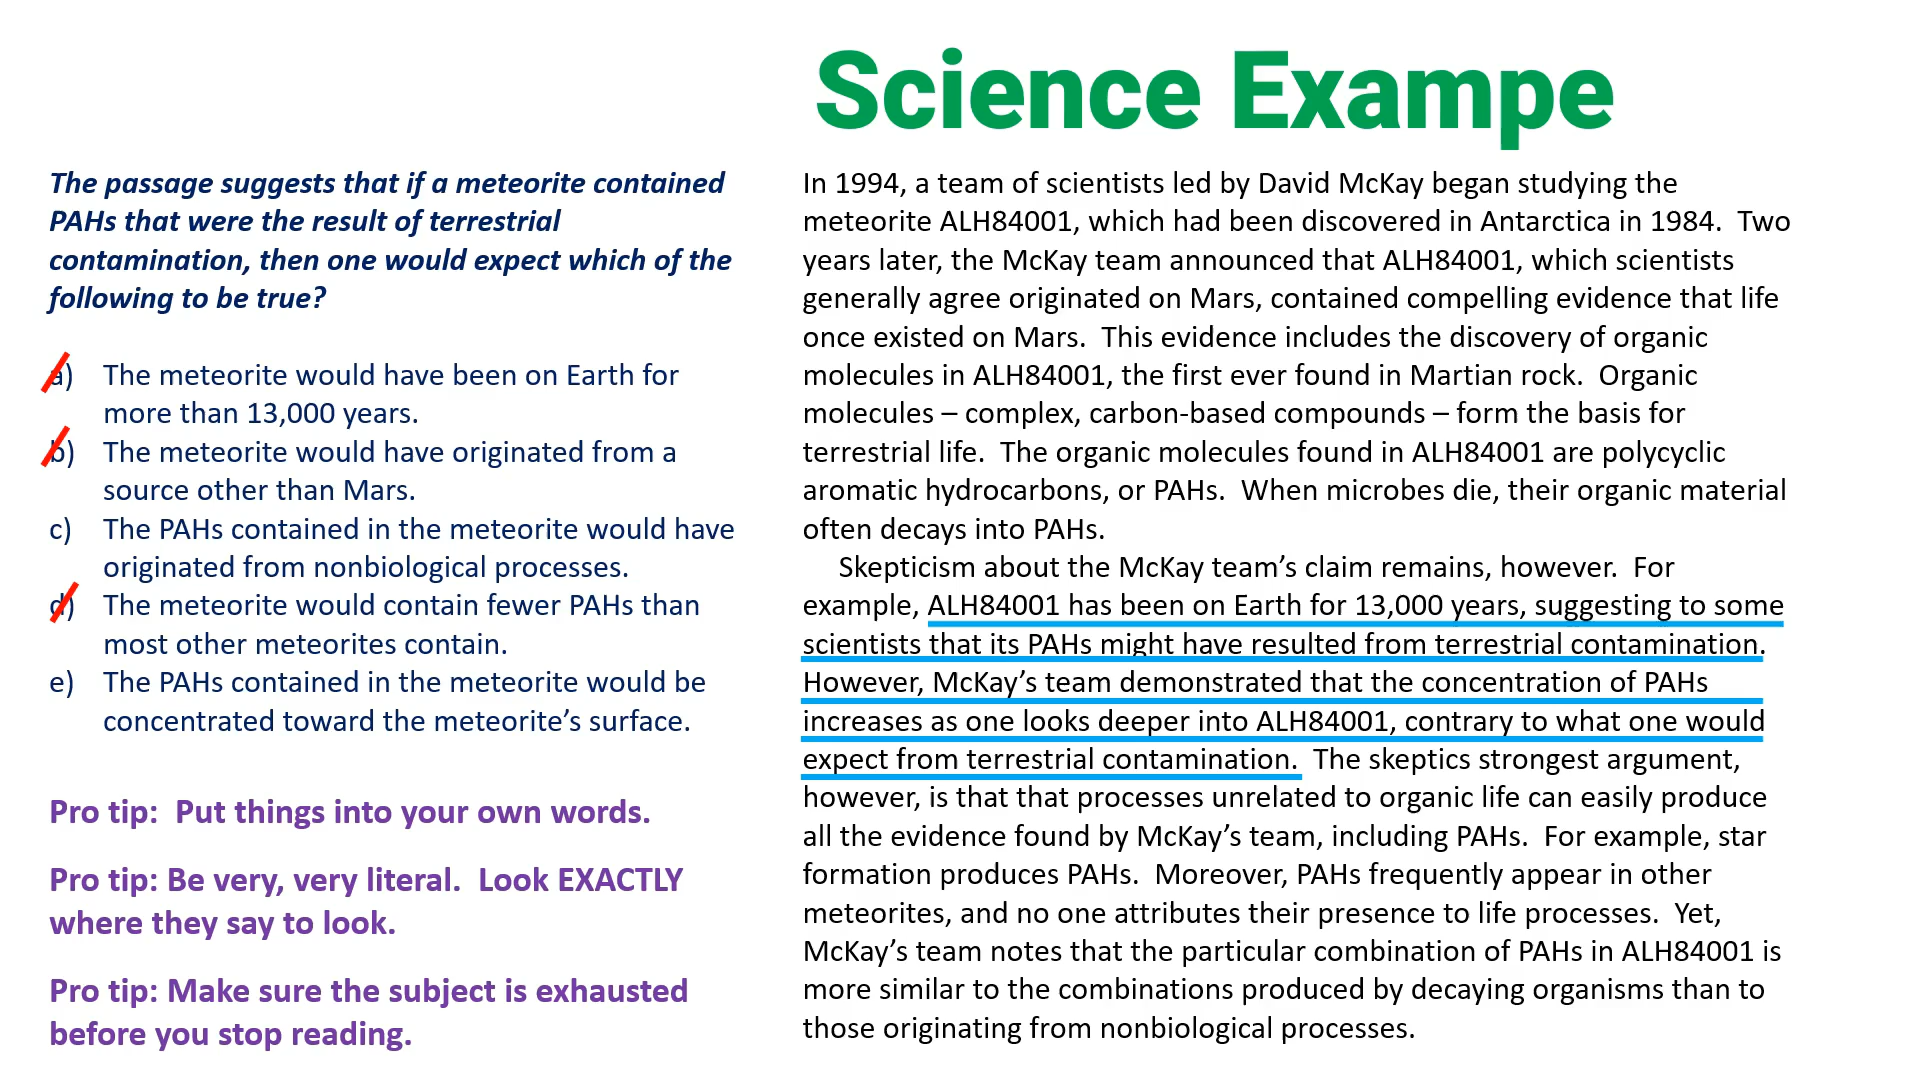 Science Exampe
The passage suggests that if a meteorite contained
PAHs that were the result of terrestrial
contamination, then one would expect which of the
following to be true?
a) The meteorite would have been on Earth for
more than 13,000 years.
b) The meteorite would have originated from a
source other than Mars.
c) The PAHs contained in the meteorite would have
originated from nonbiological processes.
d) The meteorite would contain fewer PAHs than
most other meteorites contain.
e) The PAHs contained in the meteorite would be
concentrated toward the meteorite’s surface.
Pro tip:  Put things into your own words.
Pro tip: Be very, very literal.  Look EXACTLY
where they say to look.
Pro tip: Make sure the subject is exhausted
before you stop reading.
In 1994, a team of scientists led by David McKay began studying the
meteorite ALH84001, which had been discovered in Antarctica in 1984.  Two
years later, the McKay team announced that ALH84001, which scientists
generally agree originated on Mars, contained compelling evidence that life
once existed on Mars.  This evidence includes the discovery of organic
molecules in ALH84001, the first ever found in Martian rock.  Organic
molecules – complex, carbon-based compounds – form the basis for
terrestrial life.  The organic molecules found in ALH84001 are polycyclic
aromatic hydrocarbons, or PAHs.  When microbes die, their organic material
often decays into PAHs.
Skepticism about the McKay team’s claim remains, however.  For
example, ALH84001 has been on Earth for 13,000 years, suggesting to some
scientists that its PAHs might have resulted from terrestrial contamination.
However, McKay’s team demonstrated that the concentration of PAHs
increases as one looks deeper into ALH84001, contrary to what one would
expect from terrestrial contamination.  The skeptics strongest argument,
however, is that that processes unrelated to organic life can easily produce
all the evidence found by McKay’s team, including PAHs.  For example, star
formation produces PAHs.  Moreover, PAHs frequently appear in other
meteorites, and no one attributes their presence to life processes.  Yet,
McKay’s team notes that the particular combination of PAHs in ALH84001 is
more similar to the combinations produced by decaying organisms than to
those originating from nonbiological processes.